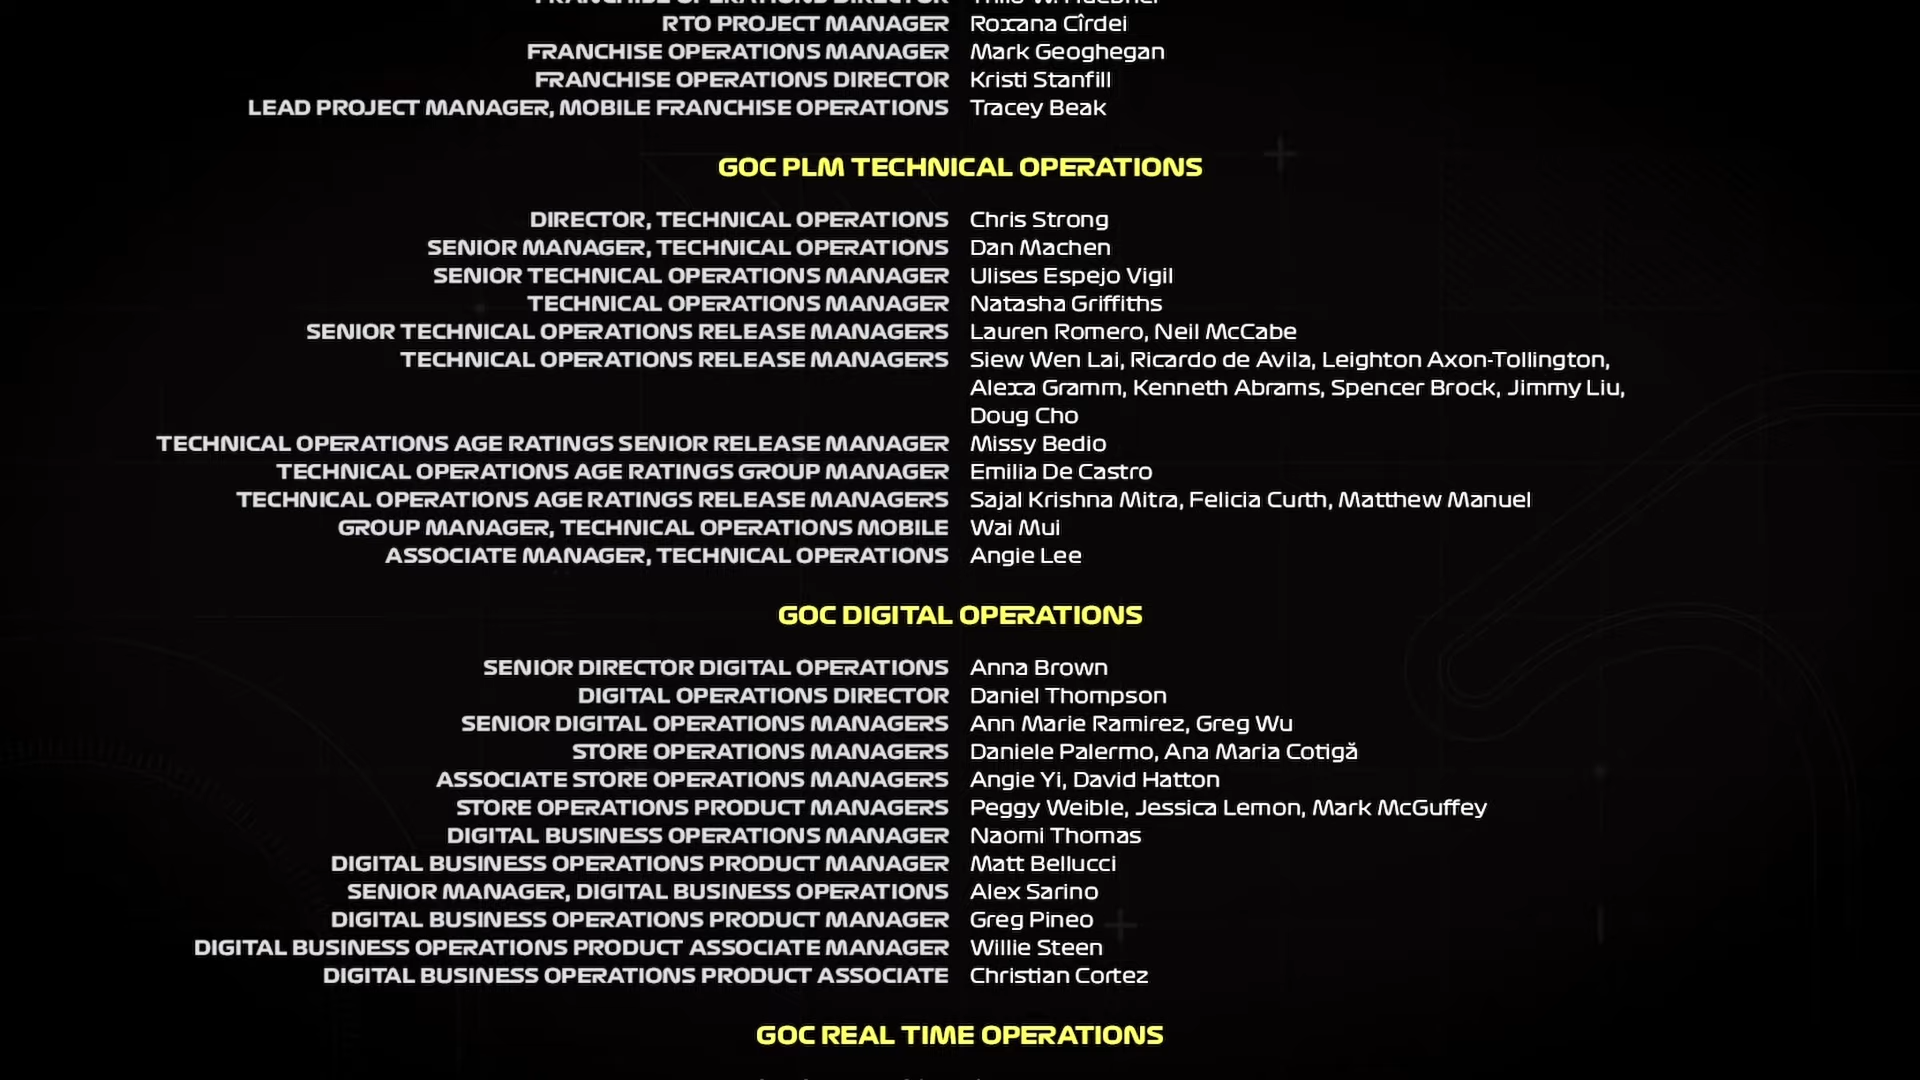 FRANCHISE OPERATIONS DIRECTOR
RTO PROJECT MANAGER Roxana Cîrdei
FRANCHISE OPERATIONS MANAGER Mark Geoghegan
FRANCHISE OPERATIONS DIRECTOR Kristi Stanfill
LEAD PROJECT MANAGER, MOBILE FRANCHISE OPERATIONS Tracey Beak
GOC PLM TECHNICAL OPERATIONS
DIRECTOR, TECHNICAL OPERATIONS Chris Strong
SENIOR MANAGER, TECHNICAL OPERATIONS Dan Machen
SENIOR TECHNICAL OPERATIONS MANAGER Ulises Espejo Vigil
TECHNICAL OPERATIONS MANAGER Natasha Griffiths
SENIOR TECHNICAL OPERATIONS RELEASE MANAGERS Lauren Romero, Neil McCabe
TECHNICAL OPERATIONS RELEASE MANAGERS Siew Wen Lai, Ricardo de Avila, Leighton Axon-Tollington,
Alexa Gramm, Kenneth Abrams, Spencer Brock, Jimmy Liu,
Doug Cho
TECHNICAL OPERATIONS AGE RATINGS SENIOR RELEASE MANAGER Missy Bedio
TECHNICAL OPERATIONS AGE RATINGS GROUP MANAGER Emilia De Castro
TECHNICAL OPERATIONS AGE RATINGS RELEASE MANAGERS Sajal Krishna Mitra, Felicia Curth, Matthew Manuel
GROUP MANAGER, TECHNICAL OPERATIONS MOBILE Wai Mui
ASSOCIATE MANAGER, TECHNICAL OPERATIONS Angie Lee
GOC DIGITAL OPERATIONS
SENIOR DIRECTOR DIGITAL OPERATIONS Anna Brown
DIGITAL OPERATIONS DIRECTOR Daniel Thompson
SENIOR DIGITAL OPERATIONS MANAGERS Ann Marie Ramirez, Greg Wu
STORE OPERATIONS MANAGERS Daniele Palermo, Ana Maria Cotigă
ASSOCIATE STORE OPERATIONS MANAGERS Angie Yi, David Hatton
STORE OPERATIONS PRODUCT MANAGERS Peggy Weible, Jessica Lemon, Mark McGuffey
DIGITAL BUSINESS OPERATIONS MANAGER Naomi Thomas
DIGITAL BUSINESS OPERATIONS PRODUCT MANAGER Matt Bellucci
SENIOR MANAGER, DIGITAL BUSINESS OPERATIONS Alex Sarino
DIGITAL BUSINESS OPERATIONS PRODUCT MANAGER Greg Pineo
DIGITAL BUSINESS OPERATIONS PRODUCT ASSOCIATE MANAGER Willie Steen
DIGITAL BUSINESS OPERATIONS PRODUCT ASSOCIATE Christian Cortez
GOC REAL TIME OPERATIONS